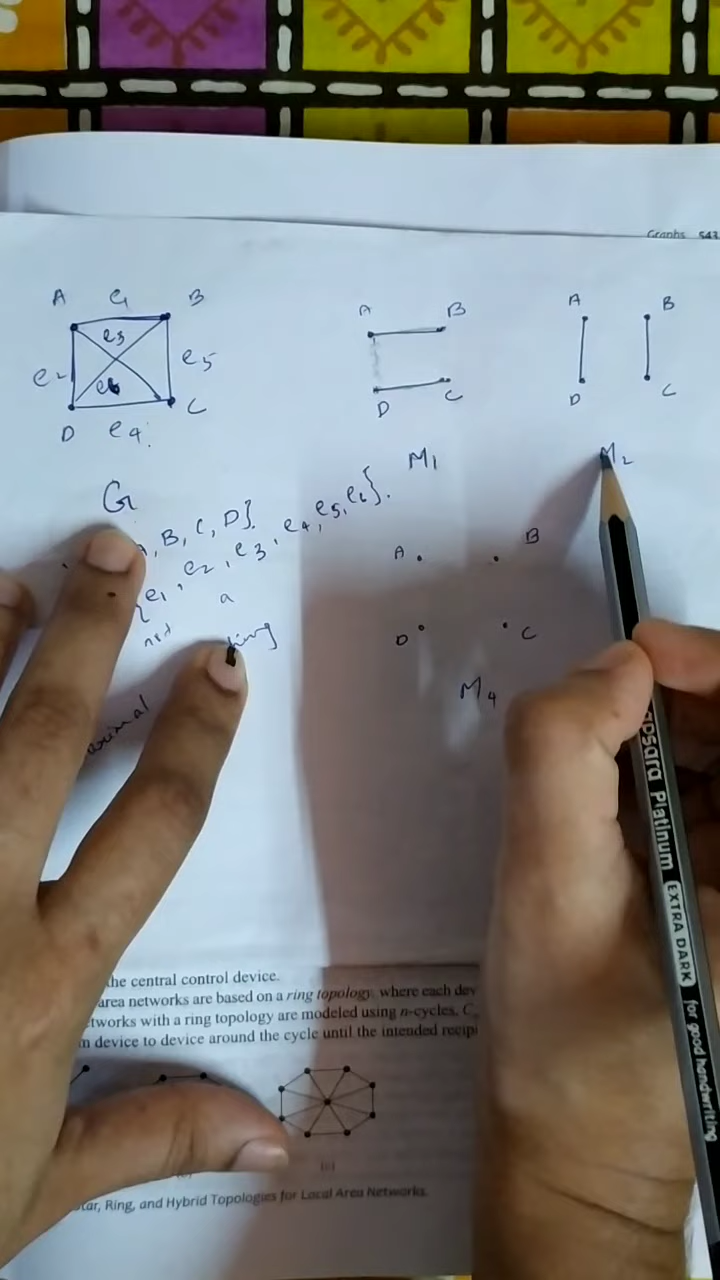 Graphs 543
A e1 B
e3
e2 e5
e6
D e4. C
G
A B
D C
M1
A B
D C
M2
, B, C, D}.
{e1, e2, e3, e4, e5, e6}.
not a
A B
D C
M4
apsara Platinum EXTRA DARK for good handwriting
the central control device.
area networks are based on a ring topology, where each dev
etworks with a ring topology are modeled using n-cycles, C
m device to device around the cycle until the intended recipi
(c)
tar, Ring, and Hybrid Topologies for Local Area Networks.